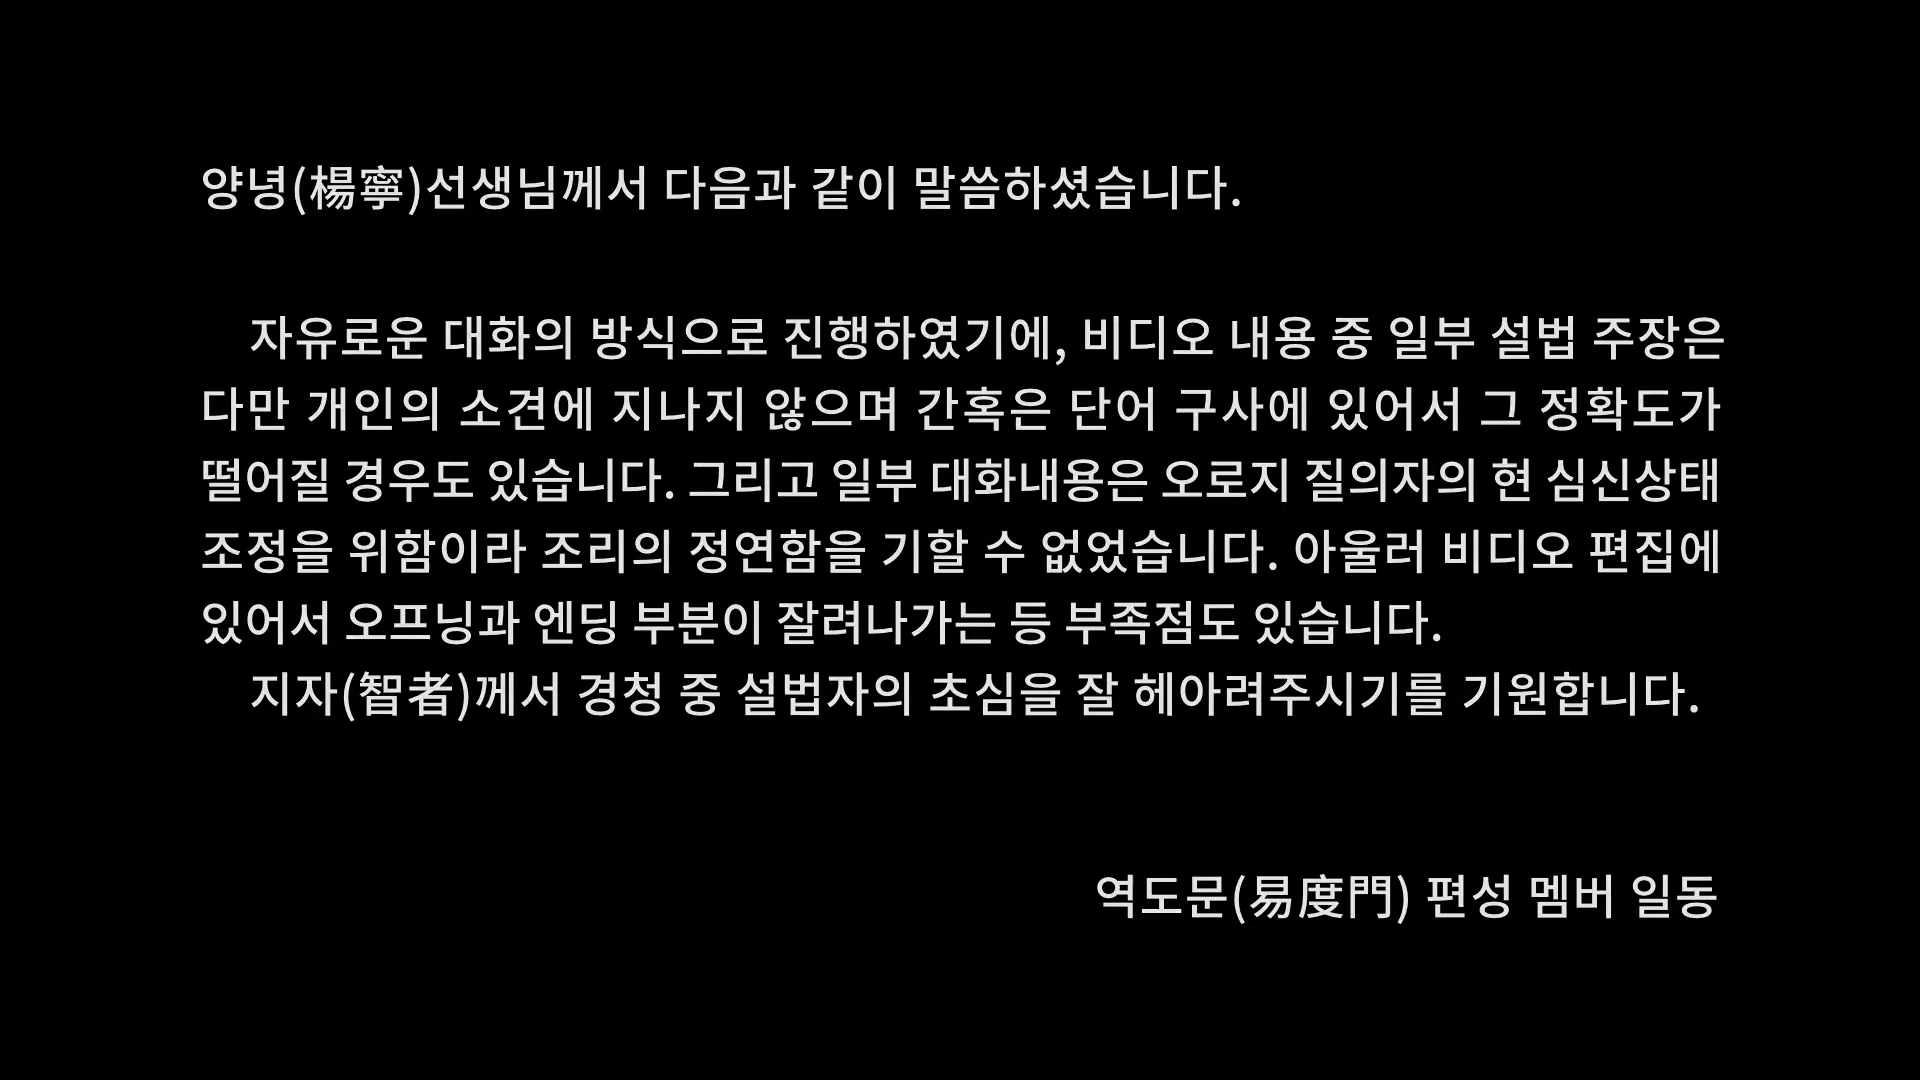 양녕(楊寧)선생님께서 다음과 같이 말씀하셨습니다.
자유로운 대화의 방식으로 진행하였기에, 비디오 내용 중 일부 설법 주장은
다만 개인의 소견에 지나지 않으며 간혹은 단어 구사에 있어서 그 정확도가
떨어질 경우도 있습니다. 그리고 일부 대화내용은 오로지 질의자의 현 심신상태
조정을 위함이라 조리의 정연함을 기할 수 없었습니다. 아울러 비디오 편집에
있어서 오프닝과 엔딩 부분이 잘려나가는 등 부족점도 있습니다.
지자(智者)께서 경청 중 설법자의 초심을 잘 헤아려주시기를 기원합니다.
역도문(易度門) 편성 멤버 일동